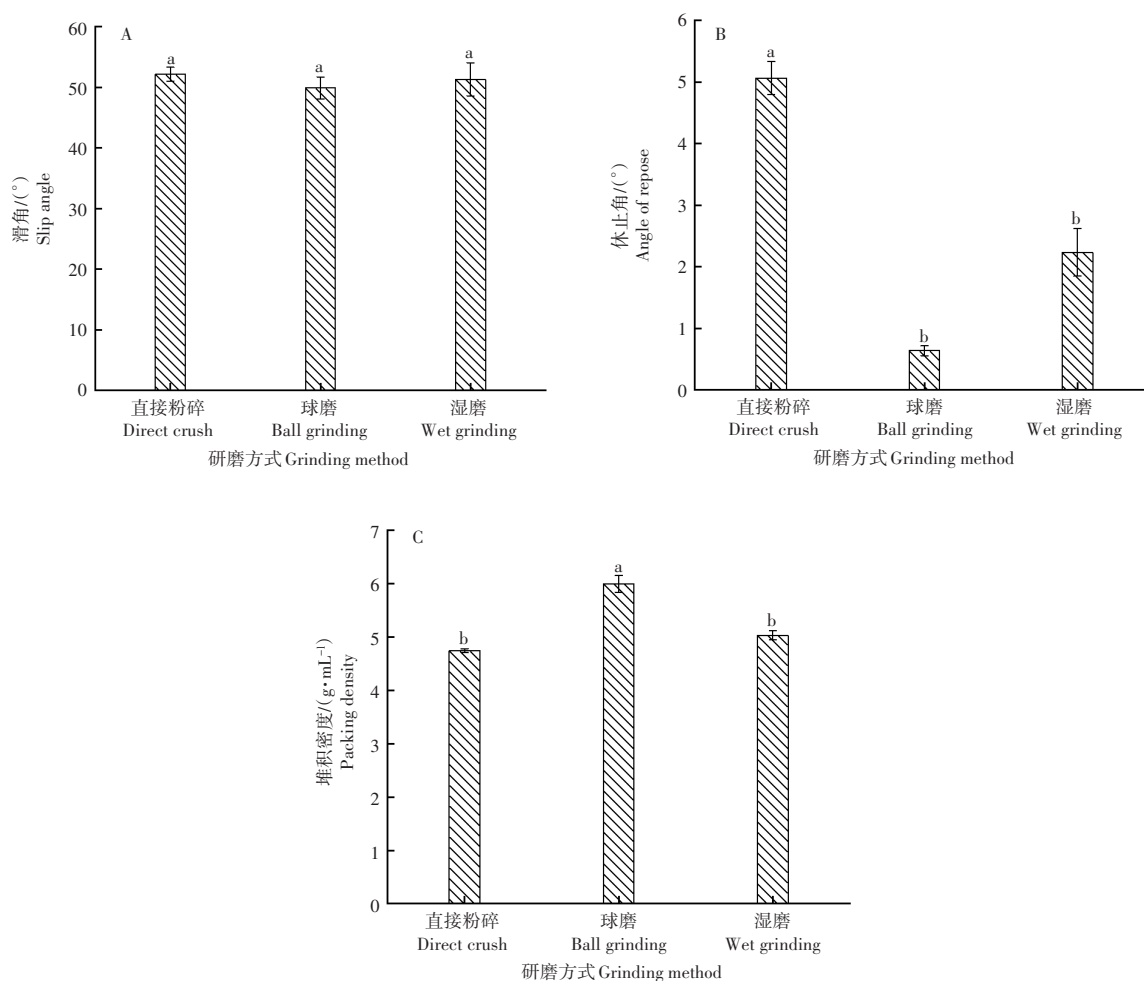 A
60
50
40
30
20
10
0
滑角/(°)
Slip angle
a
a
a
直接粉碎
球磨
湿磨
Direct crush
Ball grinding
Wet grinding
研磨方式 Grinding method
B
6
5
4
3
2
1
0
休止角/(°)
Angle of repose
a
b
b
直接粉碎
球磨
湿磨
Direct crush
Ball grinding
Wet grinding
研磨方式 Grinding method
C
7
6
5
4
3
2
1
0
堆积密度/(g·mL⁻¹)
Packing density
b
a
b
直接粉碎
球磨
湿磨
Direct crush
Ball grinding
Wet grinding
研磨方式 Grinding method